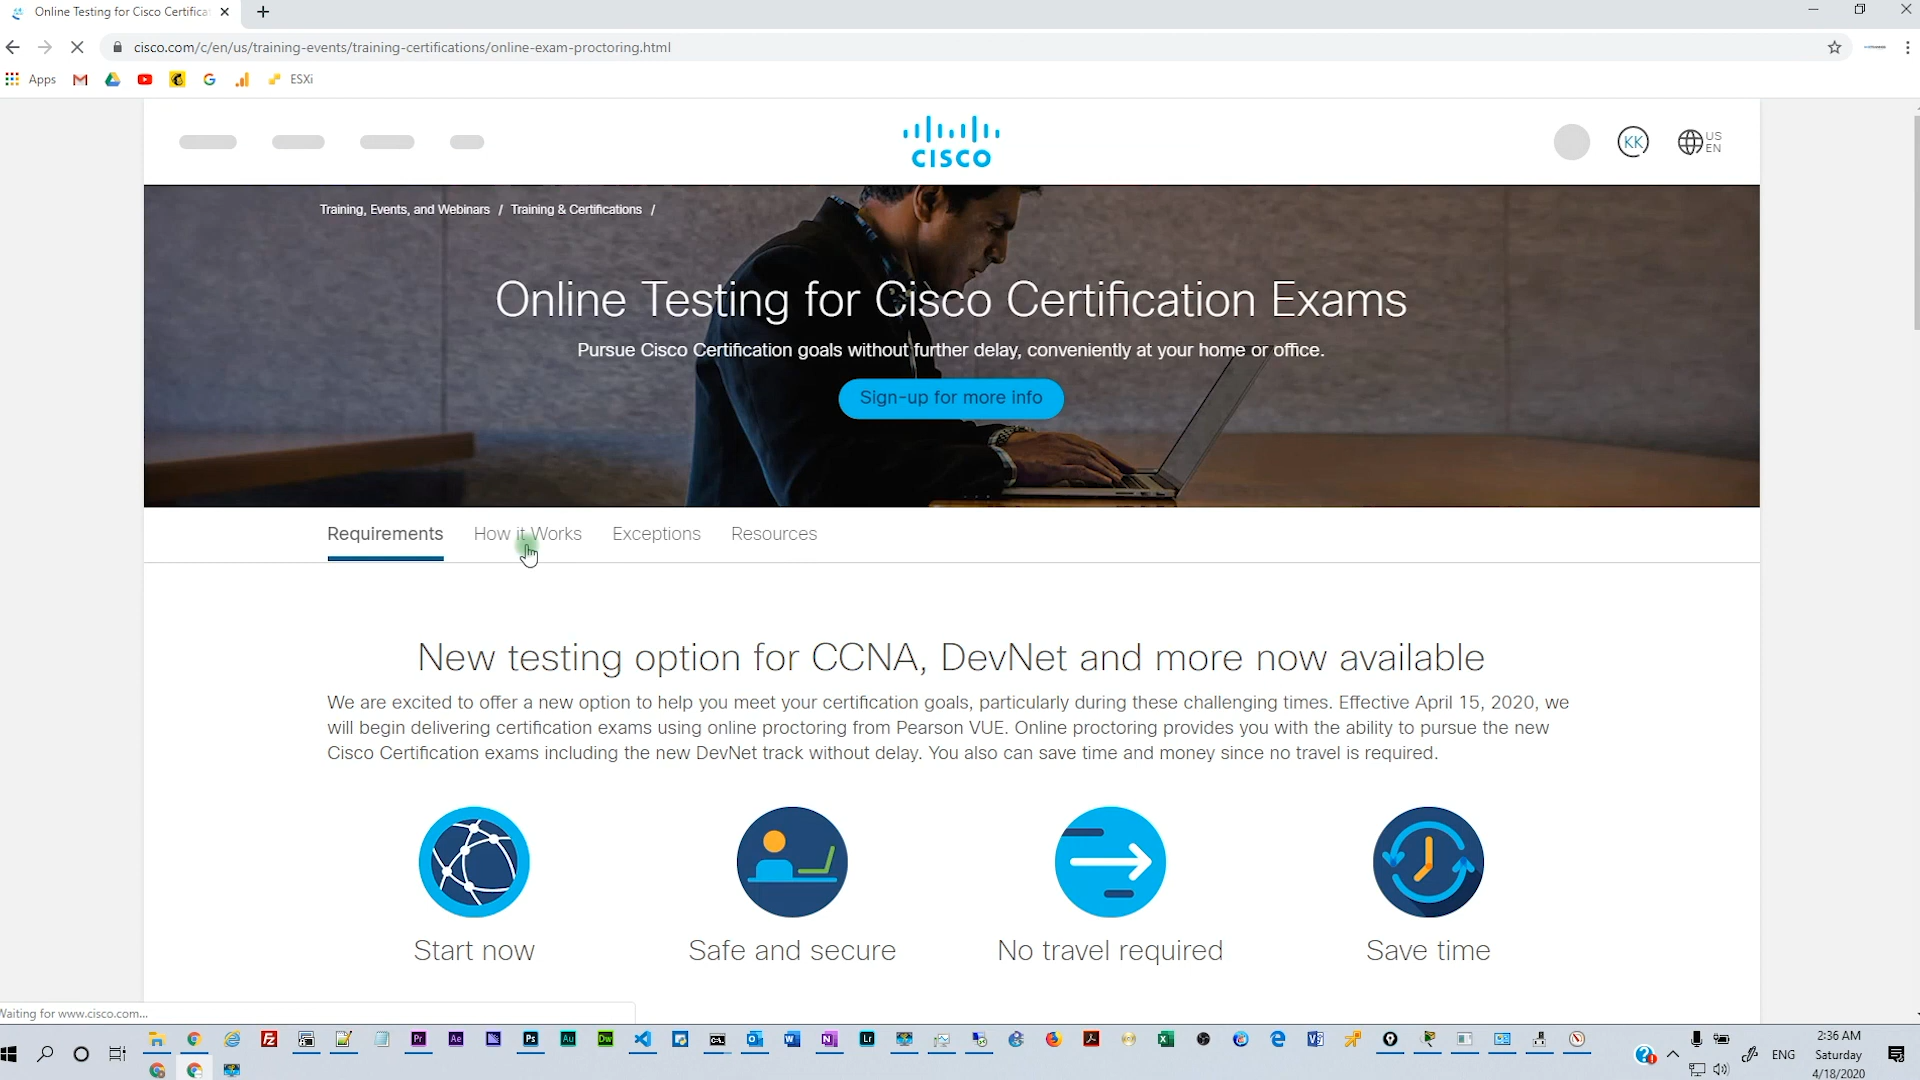 Online Testing for Cisco Certifica
cisco.com/c/en/us/training-events/training-certifications/online-exam-proctoring.html
Apps
ESXi
CISCO
KK
US
EN
Training, Events, and Webinars / Training & Certifications /
Online Testing for Cisco Certification Exams
Pursue Cisco Certification goals without further delay, conveniently at your home or office.
Sign-up for more info
Requirements How it Works Exceptions Resources
New testing option for CCNA, DevNet and more now available
We are excited to offer a new option to help you meet your certification goals, particularly during these challenging times. Effective April 15, 2020, we
will begin delivering certification exams using online proctoring from Pearson VUE. Online proctoring provides you with the ability to pursue the new
Cisco Certification exams including the new DevNet track without delay. You also can save time and money since no travel is required.
Start now Safe and secure No travel required Save time
Waiting for www.cisco.com...
Pr Ae Ps Au Dw Lr
ENG
2:36 AM
Saturday
4/18/2020